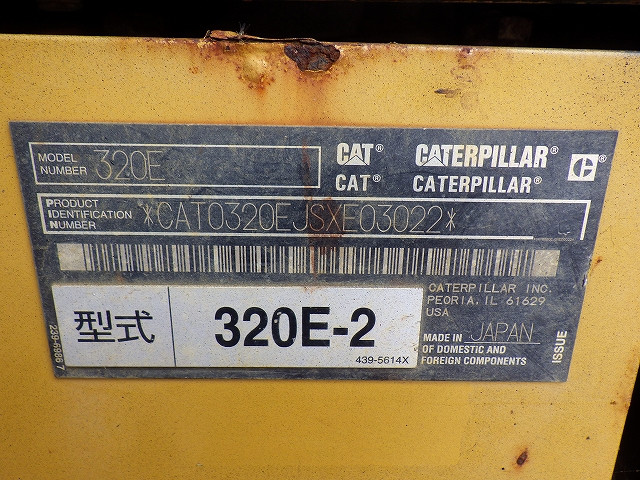 MODEL NUMBER 320E
CAT® CATERPILLAR®
CAT® CATERPILLAR®
PRODUCT IDENTIFICATION NUMBER *CAT0320EJSXE03022*
CATERPILLAR INC.
PEORIA, IL 61629
USA
MADE IN JAPAN
OF DOMESTIC AND
FOREIGN COMPONENTS
ISSUE
型式 320E-2
439-5614X